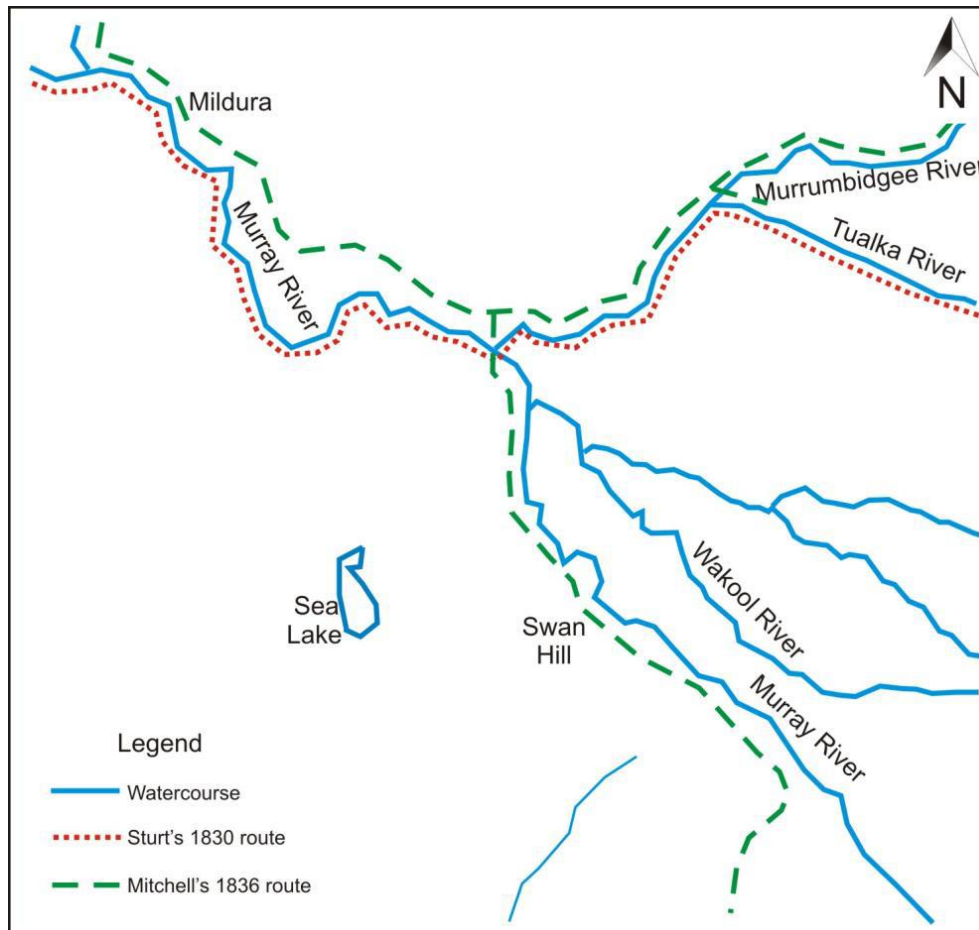 N
Mildura
Murrumbidgee River
Tualka River
Murray River
Wakool River
Sea
Lake
Swan
Hill
Murray River
Legend
Watercourse
Sturt's 1830 route
Mitchell's 1836 route